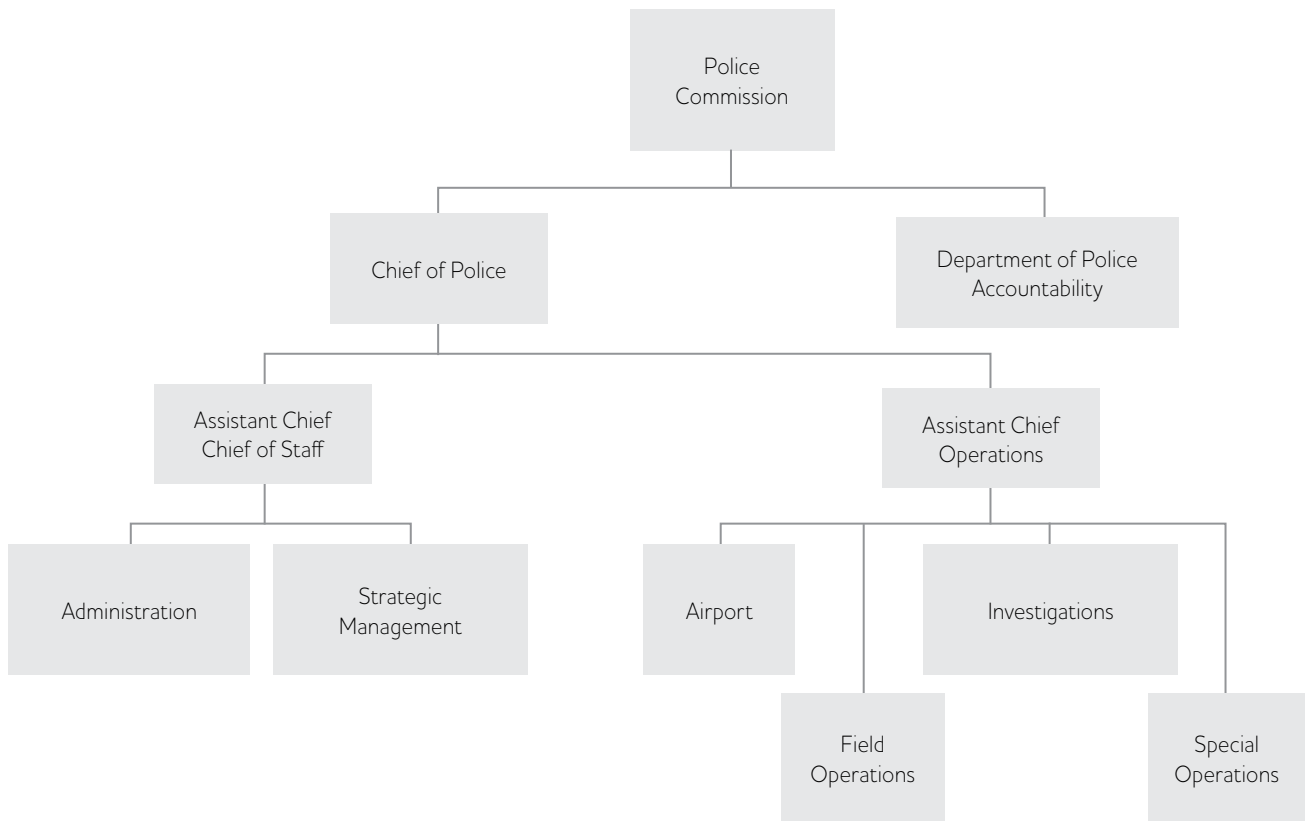 Police
Commission
Chief of Police
Department of Police
Accountability
Assistant Chief
Chief of Staff
Assistant Chief
Operations
Administration
Strategic
Management
Airport
Investigations
Field
Operations
Special
Operations